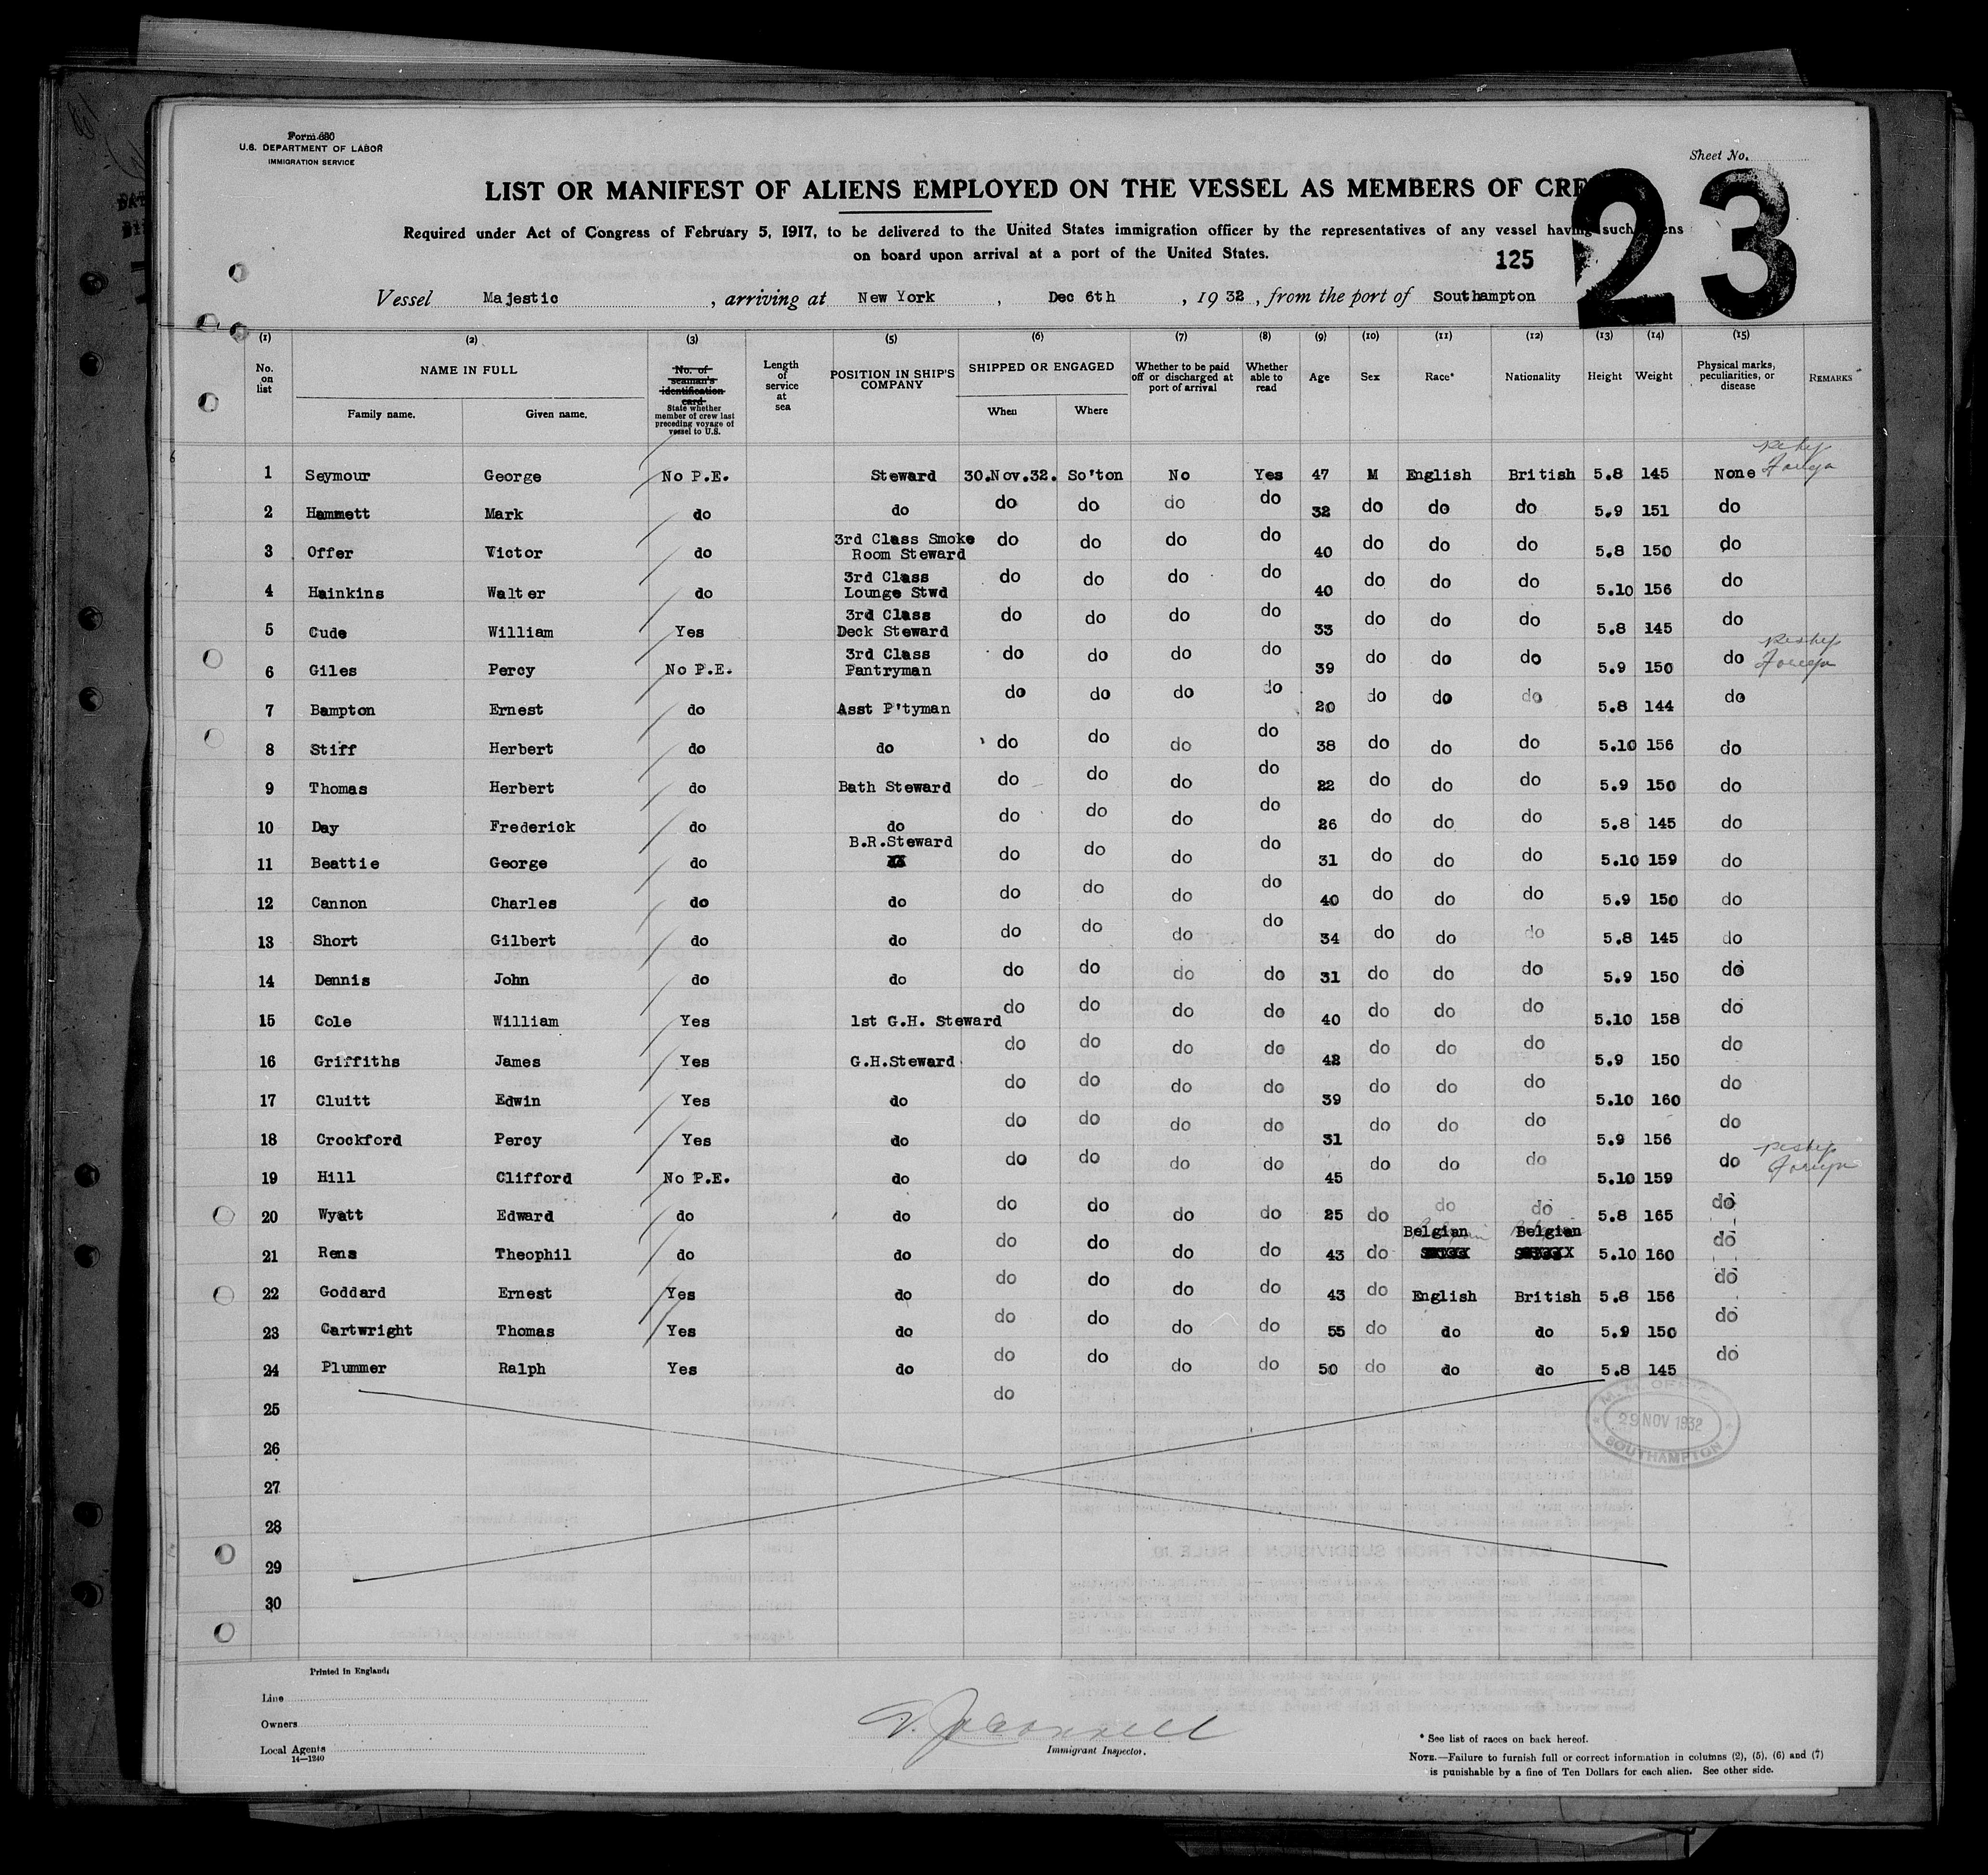 Form 680
U.S. DEPARTMENT OF LABOR
IMMIGRATION SERVICE
Sheet No.
LIST OR MANIFEST OF ALIENS EMPLOYED ON THE VESSEL AS MEMBERS OF CRE
23
Required under Act of Congress of February 5, 1917, to be delivered to the United States immigration officer by the representatives of any vessel having such ens
on board upon arrival at a port of the United States.
125
Vessel Majestic , arriving at New York , Dec 6th , 19 32 , from the port of Southampton
(1) (2) (3) (5) (6) (7) (8) (9) (10) (11) (12) (13) (14) (15)
No. on list NAME IN FULL Family name. Given name. No. of seaman's identification card State whether member of crew last preceding voyage of vessel to U.S. Length of service at sea POSITION IN SHIP'S COMPANY SHIPPED OR ENGAGED When Where Whether to be paid off or discharged at port of arrival Whether able to read Age Sex Race* Nationality Height Weight Physical marks, peculiarities, or disease REMARKS
1 Seymour George No P.E. Steward 30.Nov.32. So'ton No Yes 47 M English British 5.8 145 None
2 Hammett Mark do do do do do do 32 do do do 5.9 151 do
3 Offer Victor do 3rd Class Smoke Room Steward do do do do 40 do do do 5.8 150 do
4 Hainkins Walter do 3rd Class Lounge Stwd do do do do 40 do do do 5.10 156 do
5 Cude William Yes 3rd Class Deck Steward do do do do 33 do do do 5.8 145 do
6 Giles Percy No P.E. 3rd Class Pantryman do do do do 39 do do do 5.9 150 do
7 Bampton Ernest do Asst P'tyman do do do do 20 do do do 5.8 144 do
8 Stiff Herbert do do do do do do 38 do do do 5.10 156 do
9 Thomas Herbert do Bath Steward do do do do 22 do do do 5.9 150 do
10 Day Frederick do do do do do do 26 do do do 5.8 145 do
11 Beattie George do B.R.Steward do do do do 31 do do do 5.10 159 do
12 Cannon Charles do do do do do do 40 do do do 5.9 150 do
13 Short Gilbert do do do do do do 34 do do do 5.8 145 do
14 Dennis John do do do do do do 31 do do do 5.9 150 do
15 Cole William Yes 1st G.H. Steward do do do do 40 do do do 5.10 158 do
16 Griffiths James Yes G.H.Steward do do do do 42 do do do 5.9 150 do
17 Cluitt Edwin Yes do do do do do 39 do do do 5.10 160 do
18 Crockford Percy Yes do do do do do 31 do do do 5.9 156 do
19 Hill Clifford No P.E. do do do do do 45 do do do 5.10 159 do
20 Wyatt Edward do do do do do do 25 do do do 5.8 165 do
21 Rens Theophil do do do do do do 43 do Belgian Belgian 5.10 160 do
22 Goddard Ernest Yes do do do do do 43 do English British 5.8 156 do
23 Cartwright Thomas Yes do do do do do 55 do do do 5.9 150 do
24 Plummer Ralph Yes do do do do do 50 do do do 5.8 145 do
25 do
26
27
28
29
30
29 NOV 1932
SOUTHAMPTON
Printed in England
Line
Owners
Local Agents
14—1240
Immigrant Inspector.
* See list of races on back hereof.
NOTE.—Failure to furnish full or correct information in columns (2), (5), (6) and (7)
is punishable by a fine of Ten Dollars for each alien. See other side.